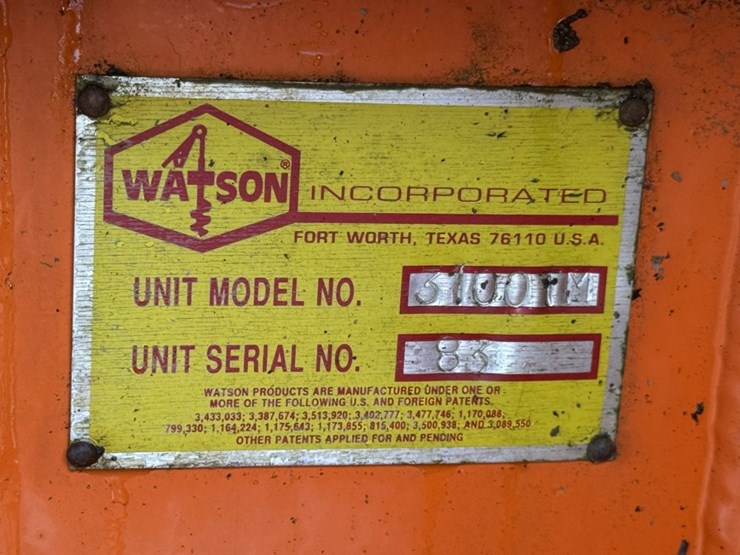 WATSON®
INCORPORATED
FORT WORTH, TEXAS 76110 U.S.A.
UNIT MODEL NO.
UNIT SERIAL NO:
WATSON PRODUCTS ARE MANUFACTURED UNDER ONE OR
MORE OF THE FOLLOWING U.S. AND FOREIGN PATENTS.
3,433,033; 3,387,674; 3,513,920; 3,402,777; 3,477,746; 1,170,088;
799,330; 1,164,224; 1,175,643; 1,173,855; 815,400; 3,500,938; AND 3,089,550
OTHER PATENTS APPLIED FOR AND PENDING